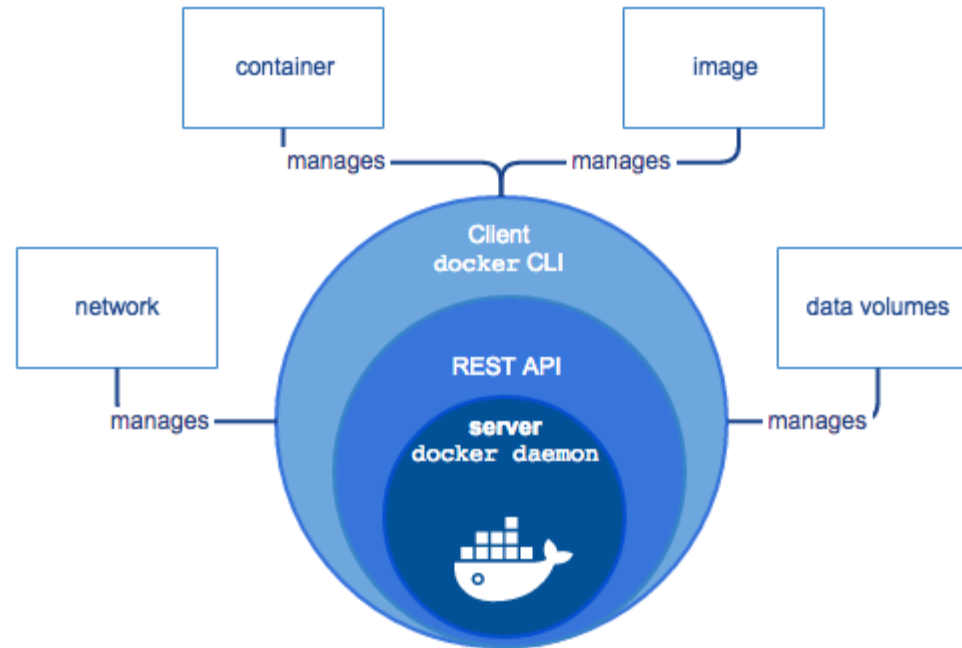 container
image
manages
manages
Client
docker CLI
network
data volumes
REST API
manages
manages
server
docker daemon